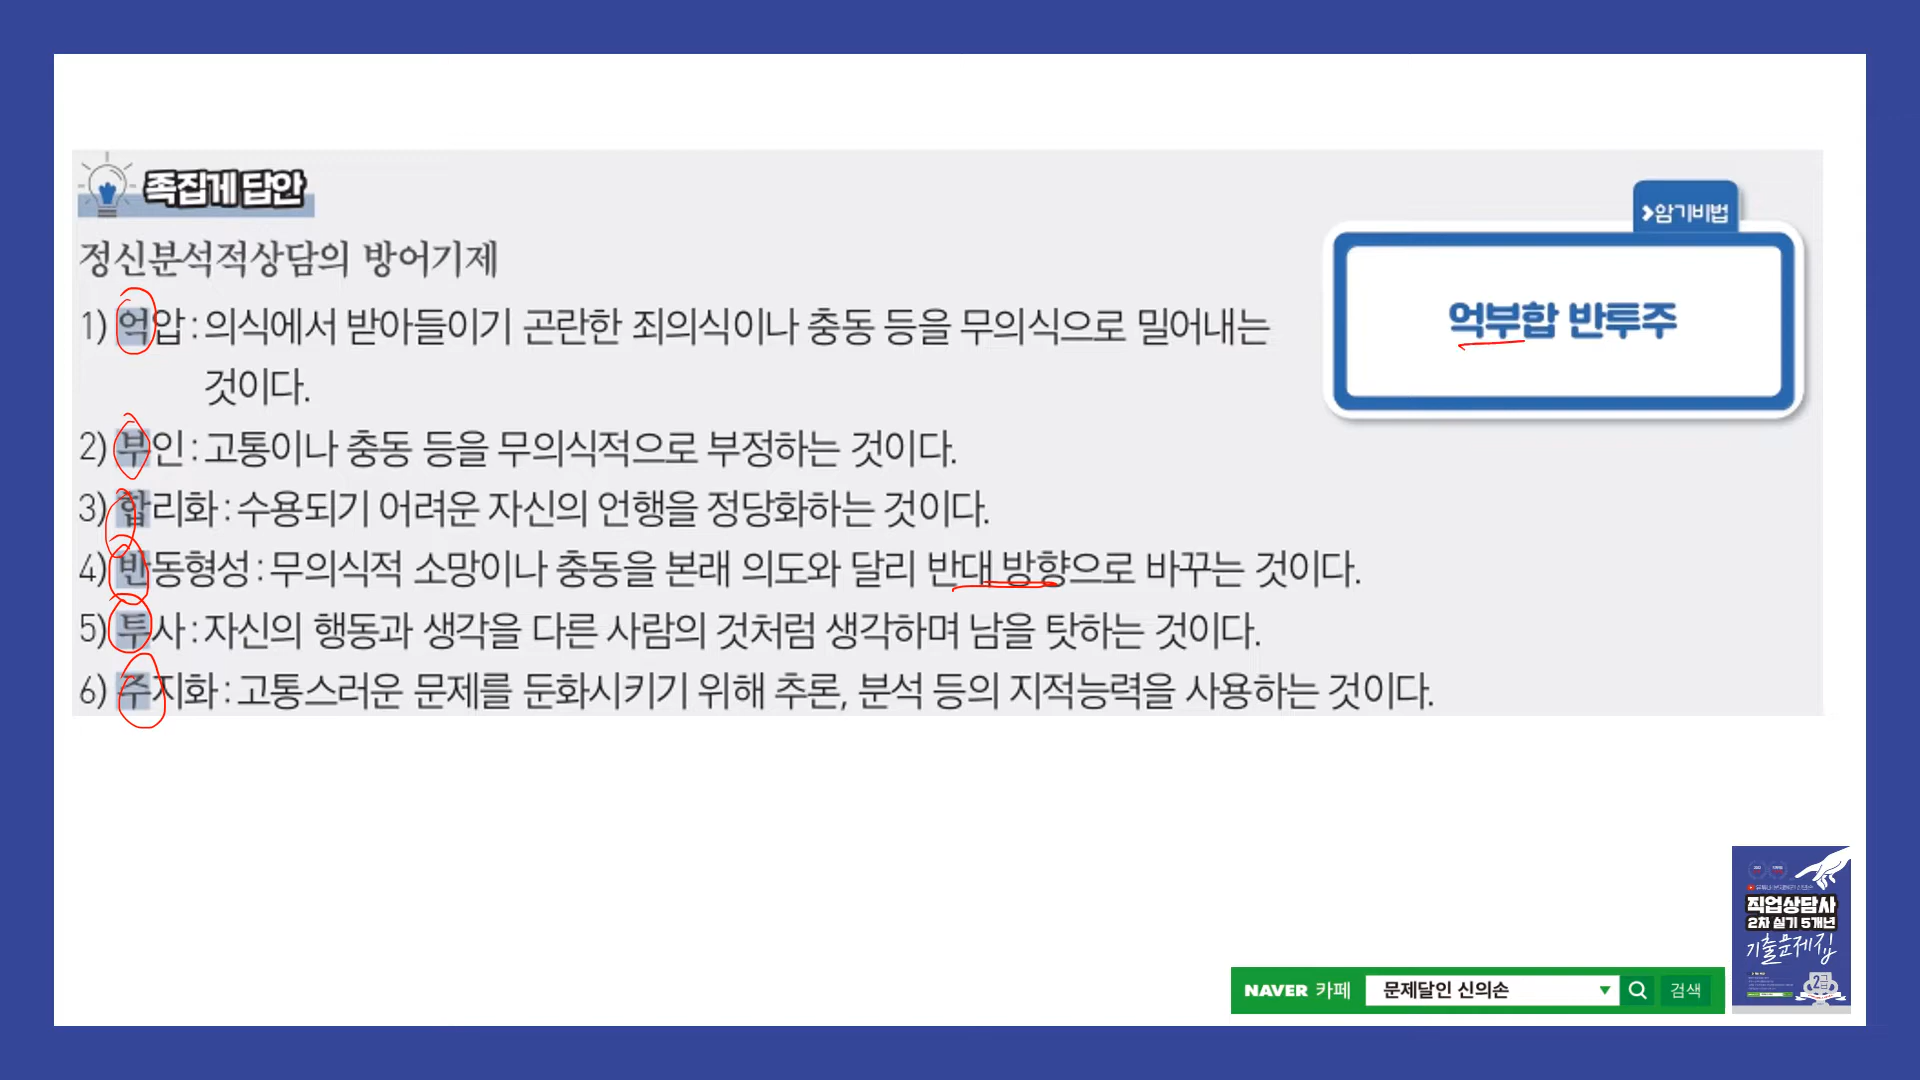 족집게 답안
>암기비법
정신분석적상담의 방어기제
억부합 반투주
1) 억압 : 의식에서 받아들이기 곤란한 죄의식이나 충동 등을 무의식으로 밀어내는
것이다.
2) 부인 : 고통이나 충동 등을 무의식적으로 부정하는 것이다.
3) 합리화 : 수용되기 어려운 자신의 언행을 정당화하는 것이다.
4) 반동형성 : 무의식적 소망이나 충동을 본래 의도와 달리 반대 방향으로 바꾸는 것이다.
5) 투사 : 자신의 행동과 생각을 다른 사람의 것처럼 생각하며 남을 탓하는 것이다.
6) 주지화 : 고통스러운 문제를 둔화시키기 위해 추론, 분석 등의 지적능력을 사용하는 것이다.
직업상담사
2차 실기 5개년
기출문제집
2급
NAVER 카페 문제달인 신의손 검색